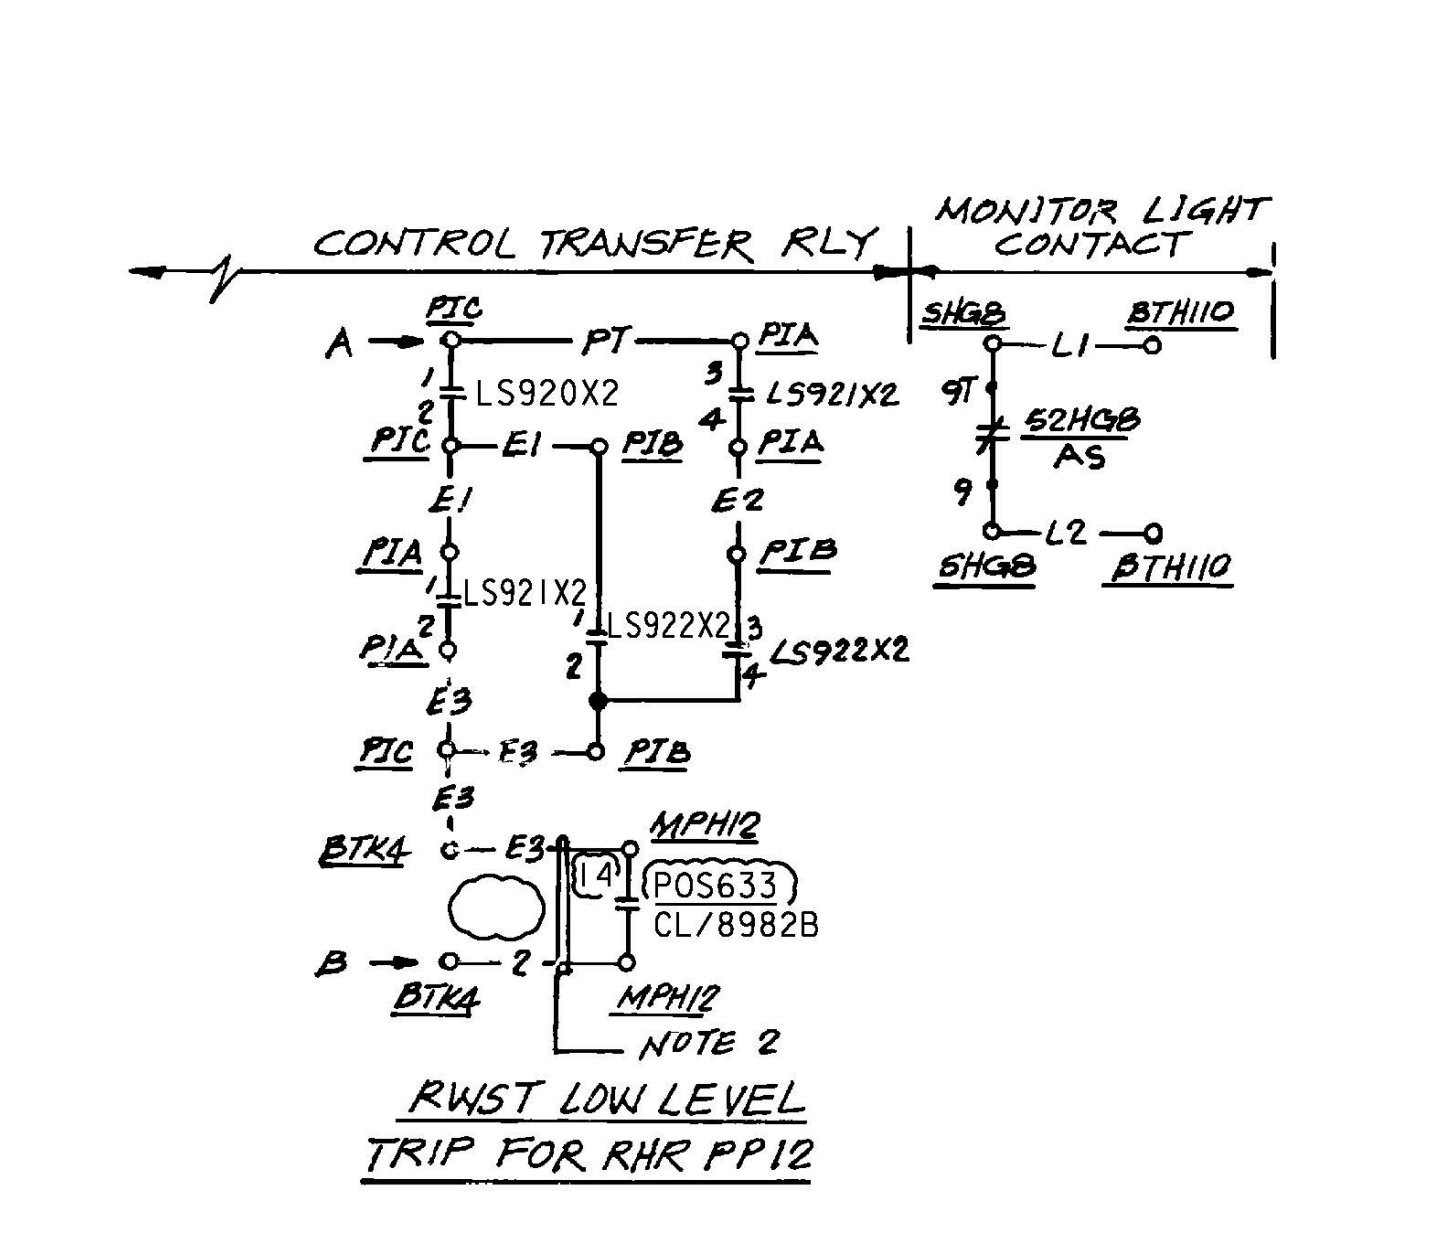 MONITOR LIGHT
CONTROL TRANSFER RLY
CONTACT
PIC
SHG8
BTH110
A
PT
PIA
L1
1
LS920X2
3
LS921X2
9T
2
4
52HG8
AS
PIC
E1
PIB
PIA
E1
E2
9
L2
PIA
PIB
SHG8
BTH110
1
LS921X2
2
1
LS922X2
3
PIA
2
4
LS922X2
E3
PIC
E3
PIB
E3
MPH12
BTK4
E3
14
POS633
CL/8982B
B
2
BTK4
MPH12
NOTE 2
RWST LOW LEVEL
TRIP FOR RHR PP12